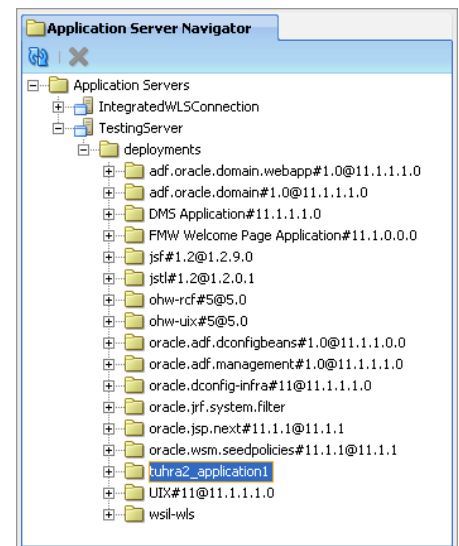 Application Server Navigator
Application Servers
IntegratedWLSConnection
TestingServer
deployments
adf.oracle.domain.webapp#1.0@11.1.1.1.0
adf.oracle.domain#1.0@11.1.1.1.0
DMS Application#11.1.1.1.0
FMW Welcome Page Application#11.1.0.0.0
jsf#1.2@1.2.9.0
jstl#1.2@1.2.0.1
ohw-rcf#5@5.0
ohw-uix#5@5.0
oracle.adf.dconfigbeans#1.0@11.1.1.0.0
oracle.adf.management#1.0@11.1.1.1.0
oracle.dconfig-infra#11@11.1.1.1.0
oracle.jrf.system.filter
oracle.jsp.next#11.1.1@11.1.1
oracle.wsm.seedpolicies#11.1.1@11.1.1
tuhra2_application1
UIX#11@11.1.1.1.0
wsil-wls